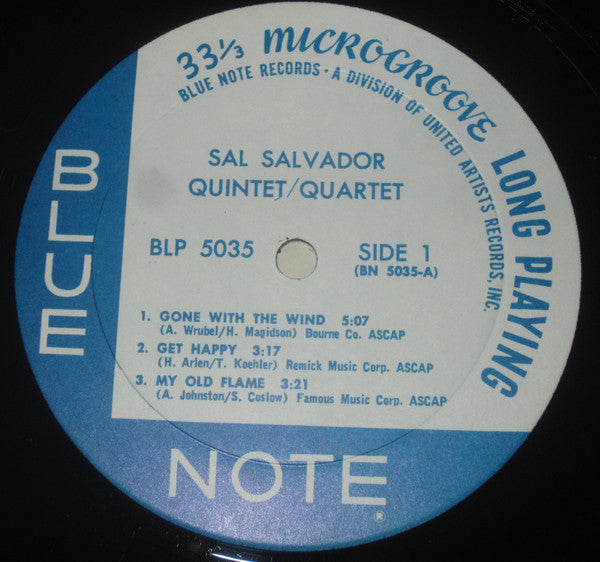 33⅓ MICROGROOVE LONG PLAYING
BLUE NOTE RECORDS • A DIVISION OF UNITED ARTISTS RECORDS, INC.
SAL SALVADOR
QUINTET/QUARTET
BLP 5035 SIDE 1
(BN 5035-A)
1. GONE WITH THE WIND 5:07
(A. Wrubel/H. Magidson) Bourne Co. ASCAP
2. GET HAPPY 3:17
(H. Arlen/T. Koehler) Remick Music Corp. ASCAP
3. MY OLD FLAME 3:21
(A. Johnston/S. Coslow) Famous Music Corp. ASCAP
BLUE
NOTE®